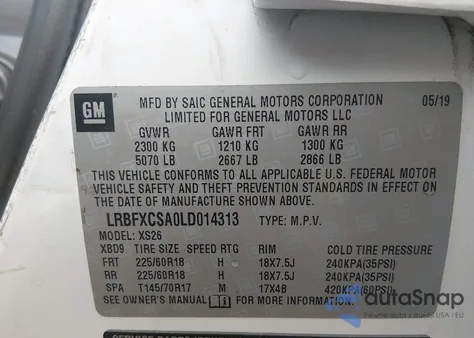 GM
MFD BY SAIC GENERAL MOTORS CORPORATION 05/19
LIMITED FOR GENERAL MOTORS LLC
GVWR GAWR FRT GAWR RR
2300 KG 1210 KG 1300 KG
5070 LB 2667 LB 2866 LB
THIS VEHICLE CONFORMS TO ALL APPLICABLE U.S. FEDERAL MOTOR
VEHICLE SAFETY AND THEFT PREVENTION STANDARDS IN EFFECT ON
THE DATE OF MANUFACTURE SHOWN ABOVE.
LRBFXCSA0LD014313 TYPE: M.P.V.
MODEL: XS26
XBD9 TIRE SIZE SPEED RTG RIM COLD TIRE PRESSURE
FRT 225/60R18 H 18X7.5J 240KPA(35PSI)
RR 225/60R18 H 18X7.5J 240KPA(35PSI)
SPA T145/70R17 M 17X4B 420KPA(60PSI)
SEE OWNER'S MANUAL FOR MORE INFORMATION
autoSnap